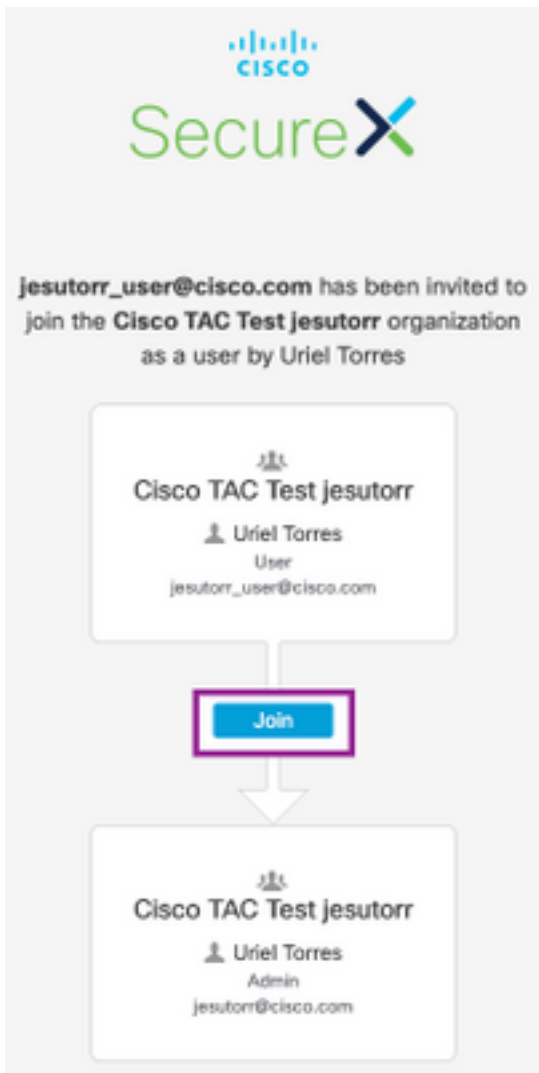 CISCO
SecureX
jesutorr_user@cisco.com has been invited to
join the Cisco TAC Test jesutorr organization
as a user by Uriel Torres
Cisco TAC Test jesutorr
Uriel Torres
User
jesutorr_user@cisco.com
Join
Cisco TAC Test jesutorr
Uriel Torres
Admin
jesutorr@cisco.com